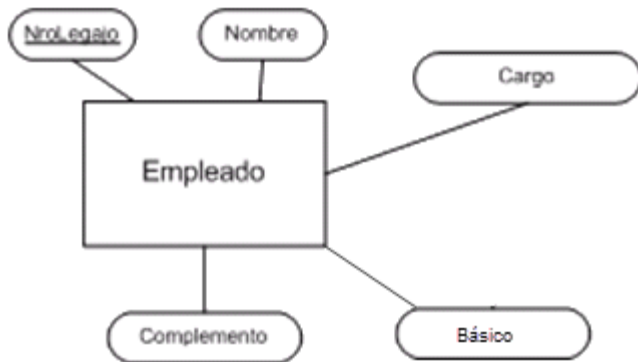 NroLegajo
Nombre
Cargo
Empleado
Complemento
Básico